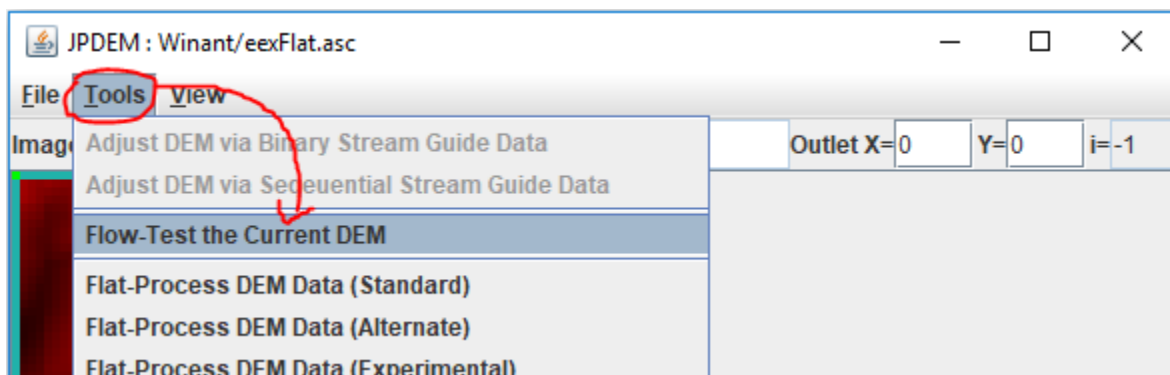 JPDEM : Winant/eexFlat.asc
File Tools View
Adjust DEM via Binary Stream Guide Data
Imag Outlet X= 0 Y= 0 i= -1
Adjust DEM via Seqeuential Stream Guide Data
Flow-Test the Current DEM
Flat-Process DEM Data (Standard)
Flat-Process DEM Data (Alternate)
Flat-Process DEM Data (Experimental)